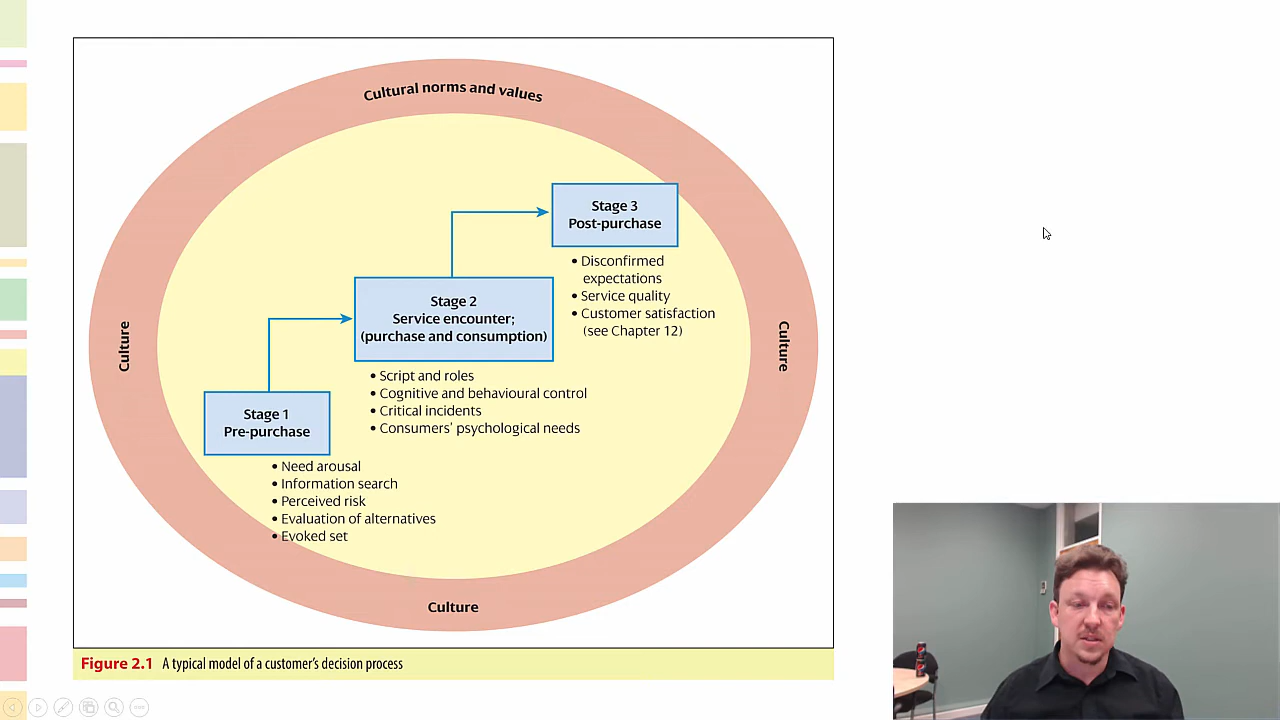 Cultural norms and values
Stage 3
Post-purchase
• Disconfirmed
expectations
• Service quality
• Customer satisfaction
(see Chapter 12)
Stage 2
Service encounter;
(purchase and consumption)
• Script and roles
• Cognitive and behavioural control
• Critical incidents
• Consumers' psychological needs
Stage 1
Pre-purchase
• Need arousal
• Information search
• Perceived risk
• Evaluation of alternatives
• Evoked set
Culture
Culture
Culture
Figure 2.1 A typical model of a customer's decision process